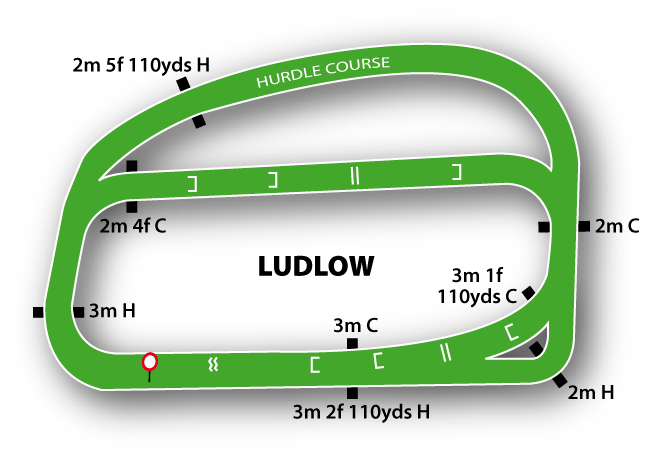 2m 5f 110yds H
HURDLE COURSE
2m 4f C
2m C
LUDLOW
3m 1f
110yds C
3m H
3m C
2m H
3m 2f 110yds H